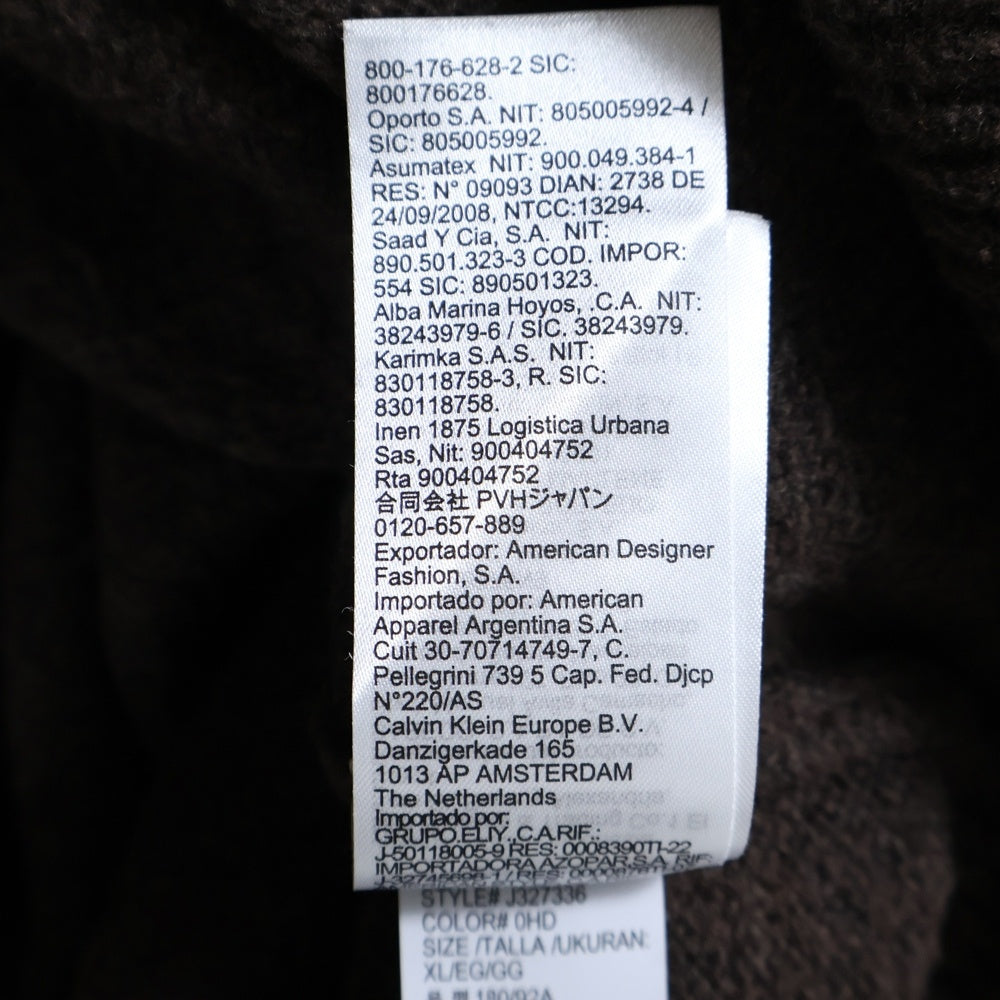 800-176-628-2 SIC:
800176628.
Oporto S.A. NIT: 805005992-4 /
SIC: 805005992.
Asumatex NIT: 900.049.384-1
RES: N° 09093 DIAN: 2738 DE
24/09/2008, NTCC:13294.
Saad Y Cia, S.A. NIT:
890.501.323-3 COD. IMPOR:
554 SIC: 890501323.
Alba Marina Hoyos, .C.A. NIT:
38243979-6 / SIC. 38243979.
Karimka S.A.S. NIT:
830118758-3, R. SIC:
830118758.
Inen 1875 Logistica Urbana
Sas, Nit: 900404752
Rta 900404752
合同会社 PVHジャパン
0120-657-889
Exportador: American Designer
Fashion, S.A.
Importado por: American
Apparel Argentina S.A.
Cuit 30-70714749-7, C.
Pellegrini 739 5 Cap. Fed. Djcp
N°220/AS
Calvin Klein Europe B.V.
Danzigerkade 165
1013 AP AMSTERDAM
The Netherlands
Importado por:
GRUPO.ELIY.,C.A.RIF.:
J-50118005-9 RES: 0008390TI-22
IMPORTADORA AZOPAR.S.A. RIF:
STYLE# J327336
COLOR# 0HD
SIZE /TALLA /UKURAN:
XL/EG/GG
号型 180/92A